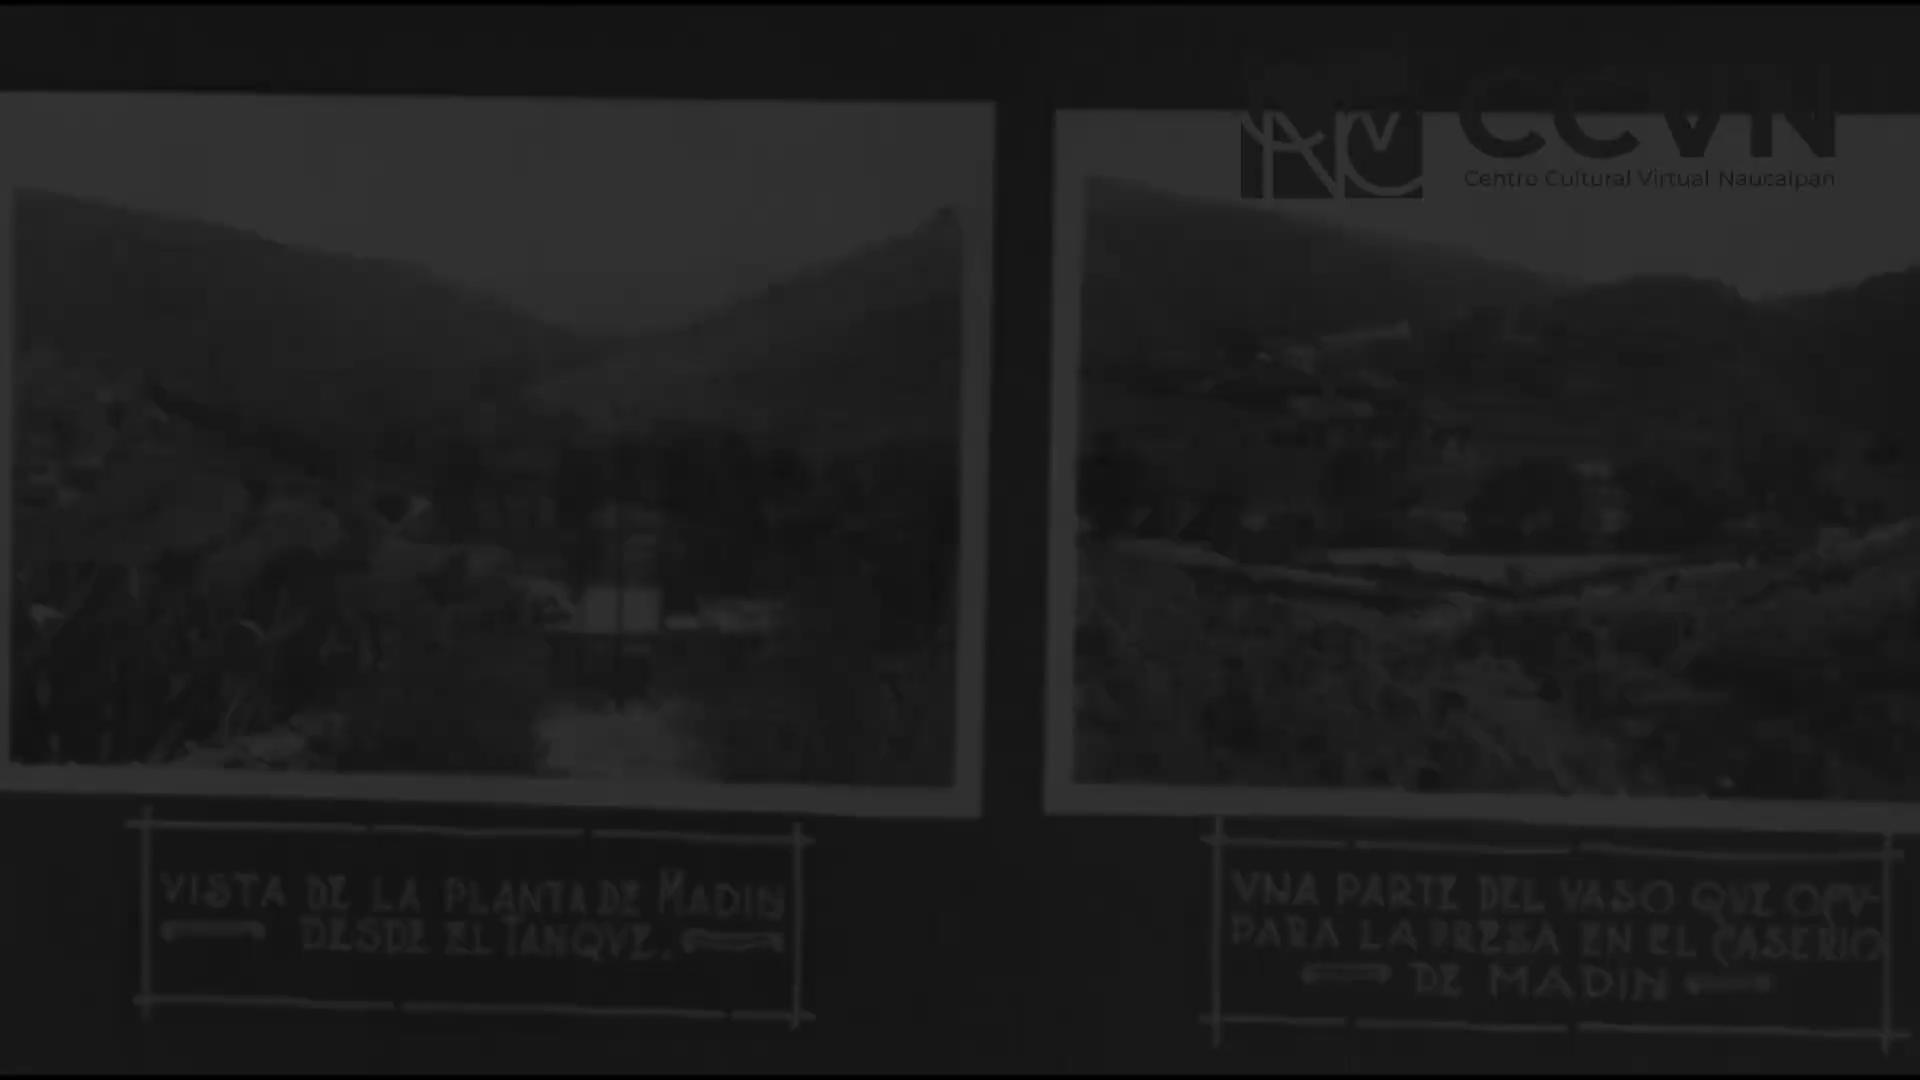 CCVN
Centro Cultural Virtual Naucalpan
VISTA DE LA PLANTA DE MADIN
DESDE EL TANQVE.
VNA PARTE DEL VASO QVE OCV-
PARA LA PRESA EN EL CASERIO
DE MADIN